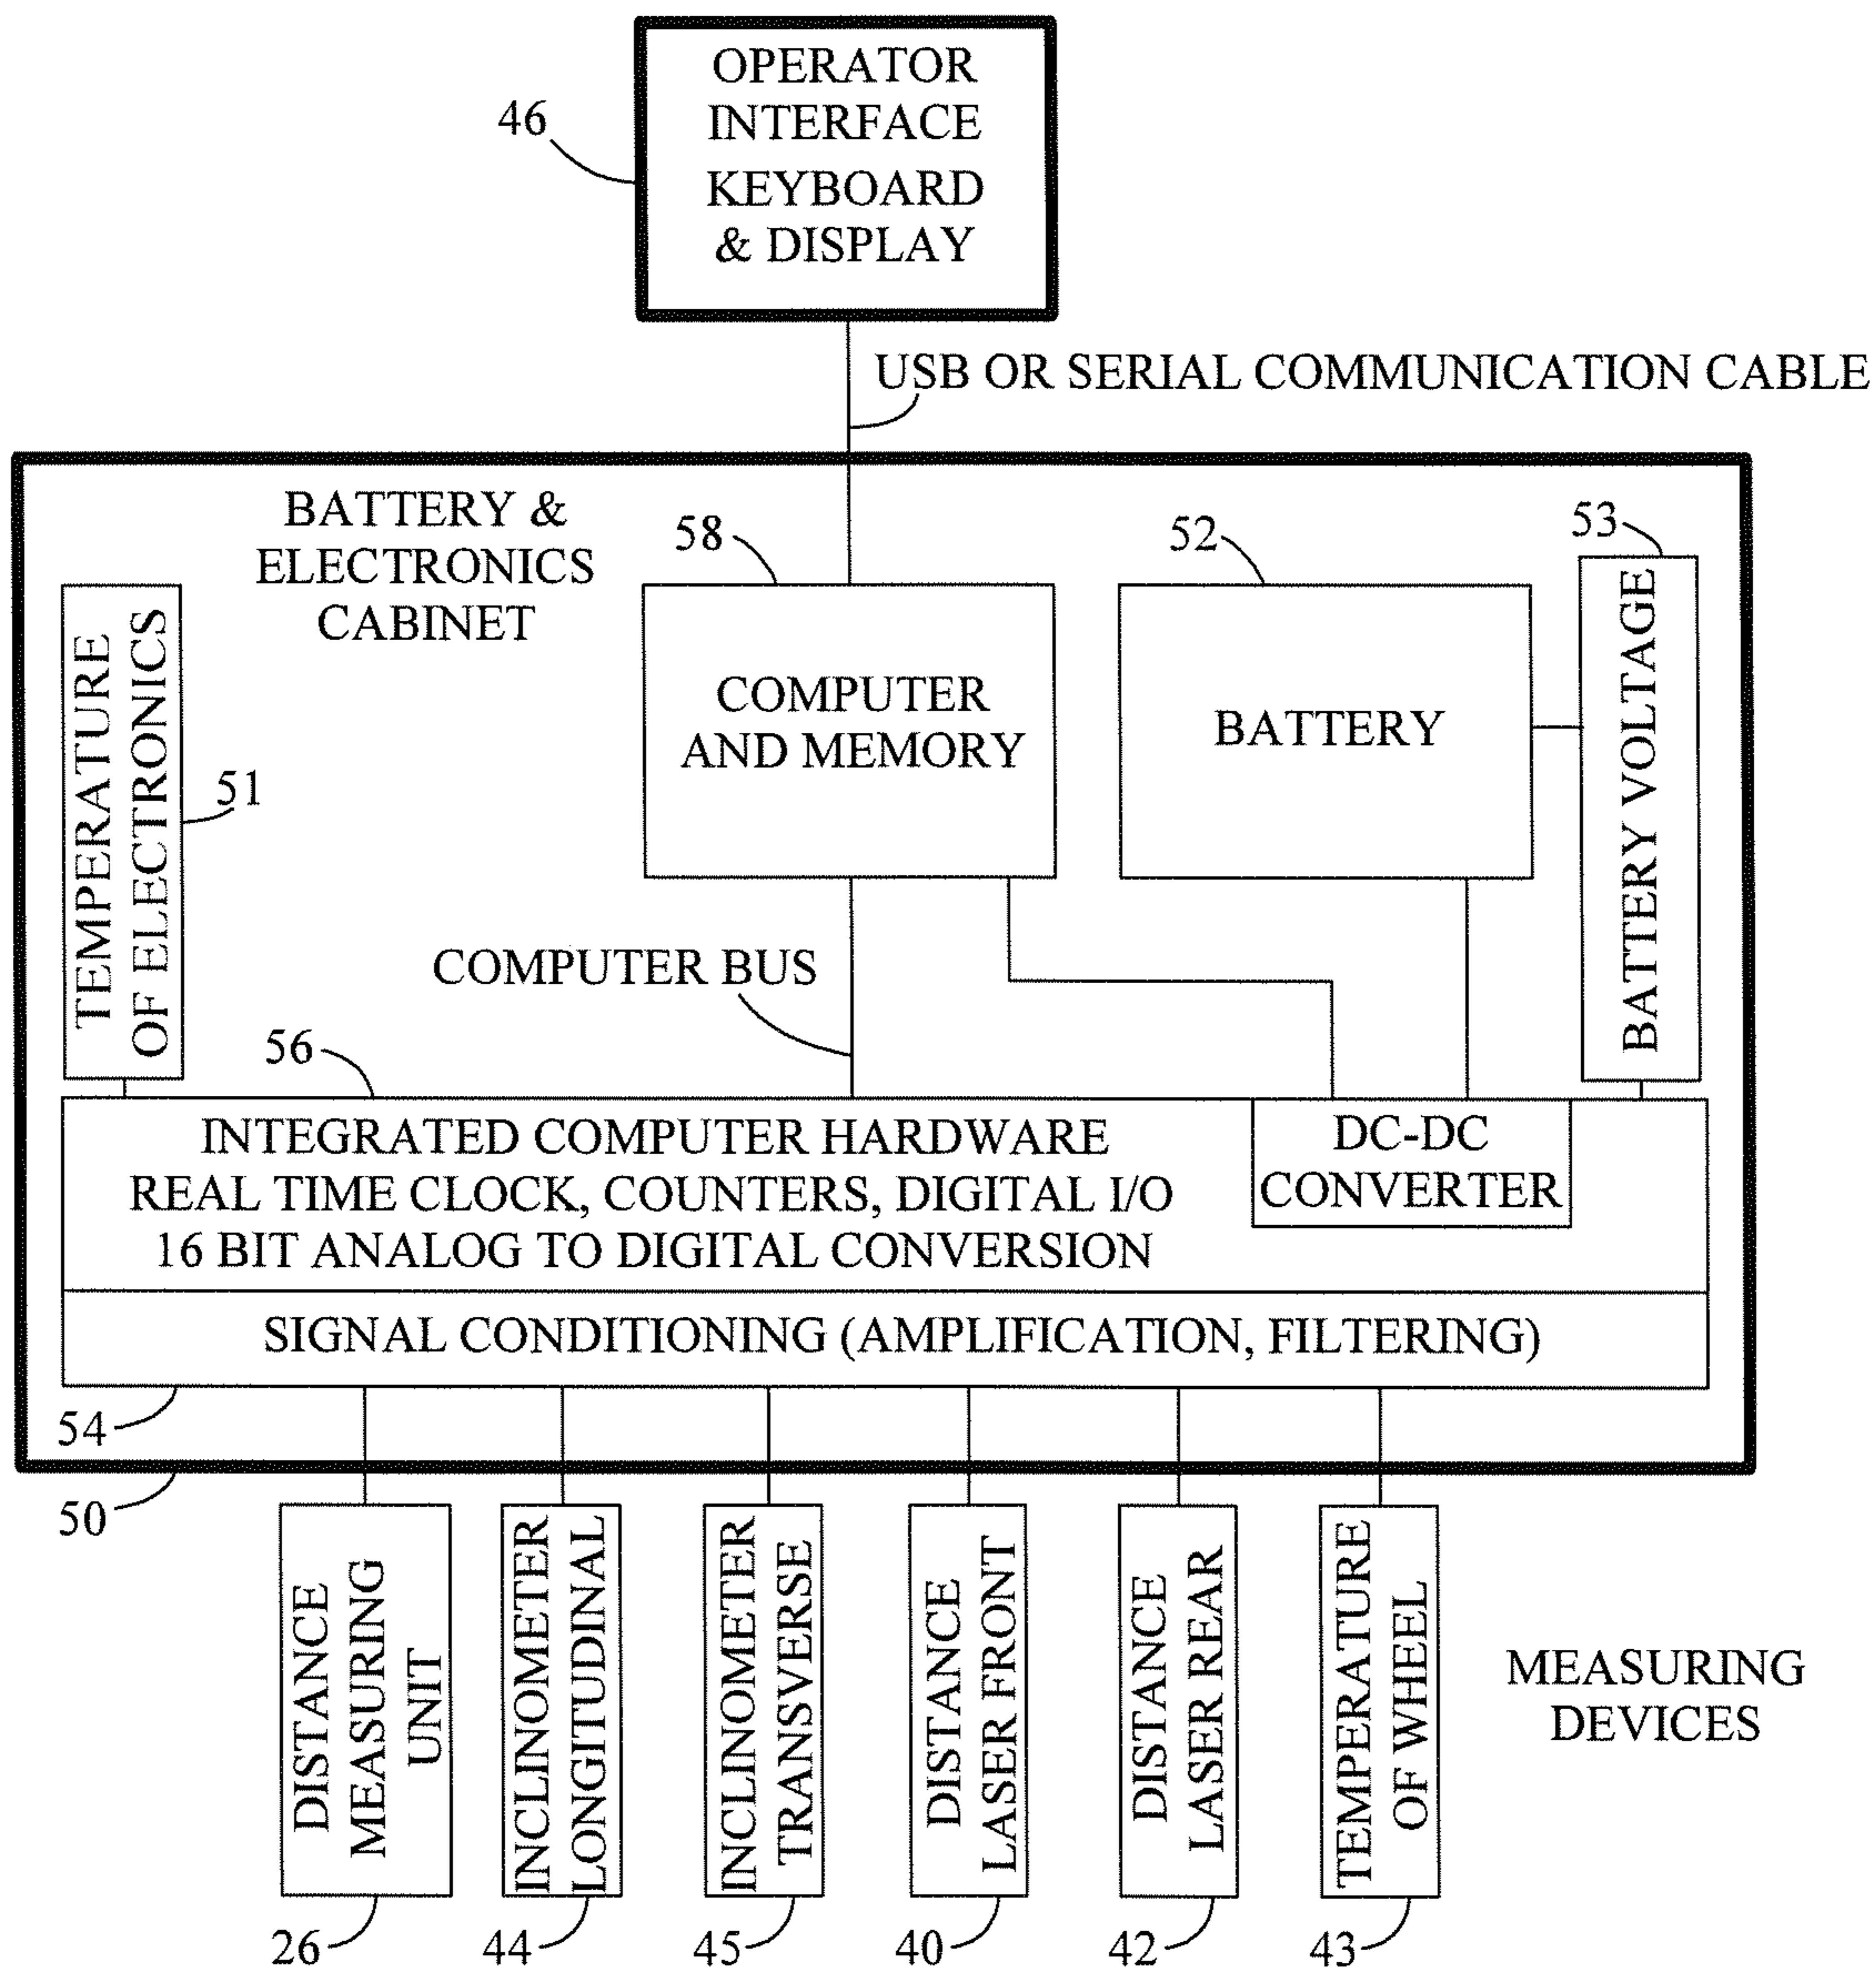 OPERATOR
INTERFACE
KEYBOARD
& DISPLAY
46
USB OR SERIAL COMMUNICATION CABLE
BATTERY &
ELECTRONICS
CABINET
58
52
53
TEMPERATURE
OF ELECTRONICS
51
COMPUTER
AND MEMORY
BATTERY
BATTERY VOLTAGE
COMPUTER BUS
56
INTEGRATED COMPUTER HARDWARE
REAL TIME CLOCK, COUNTERS, DIGITAL I/O
16 BIT ANALOG TO DIGITAL CONVERSION
DC-DC
CONVERTER
SIGNAL CONDITIONING (AMPLIFICATION, FILTERING)
54
50
DISTANCE
MEASURING
UNIT
INCLINOMETER
LONGITUDINAL
INCLINOMETER
TRANSVERSE
DISTANCE
LASER FRONT
DISTANCE
LASER REAR
TEMPERATURE
OF WHEEL
MEASURING
DEVICES
26
44
45
40
42
43